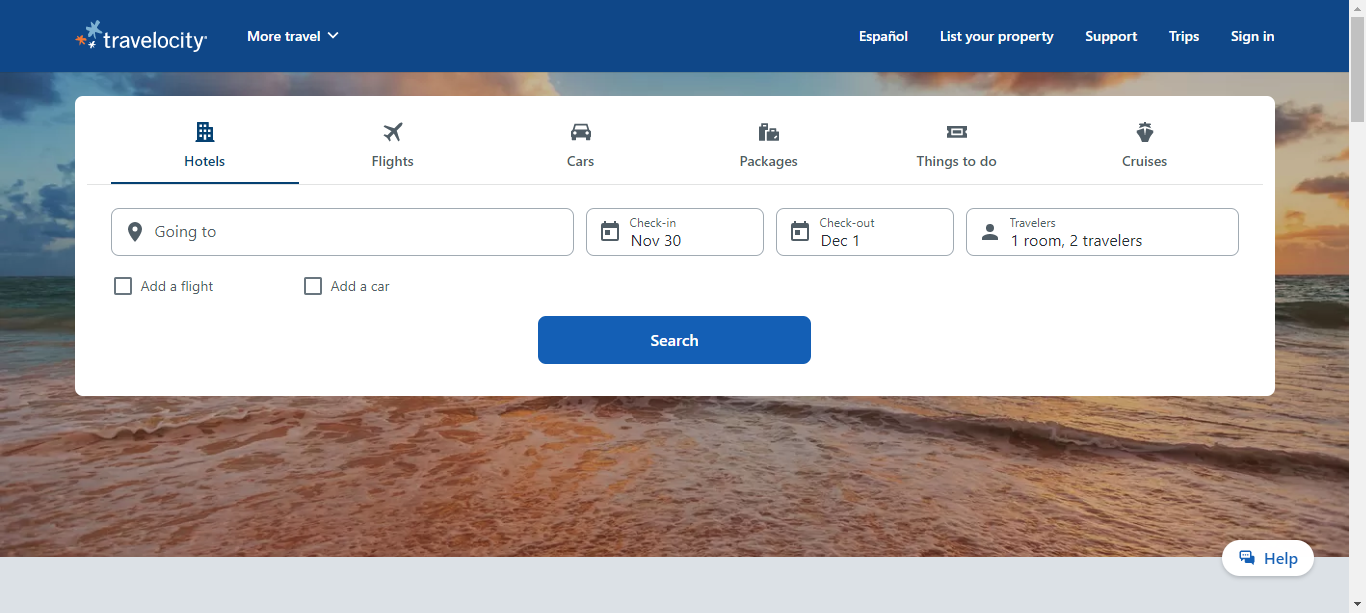 travelocity
More travel
Español
List your property
Support
Trips
Sign in
Hotels
Flights
Cars
Packages
Things to do
Cruises
Going to
Check-in
Nov 30
Check-out
Dec 1
Travelers
1 room, 2 travelers
Add a flight
Add a car
Search
Help